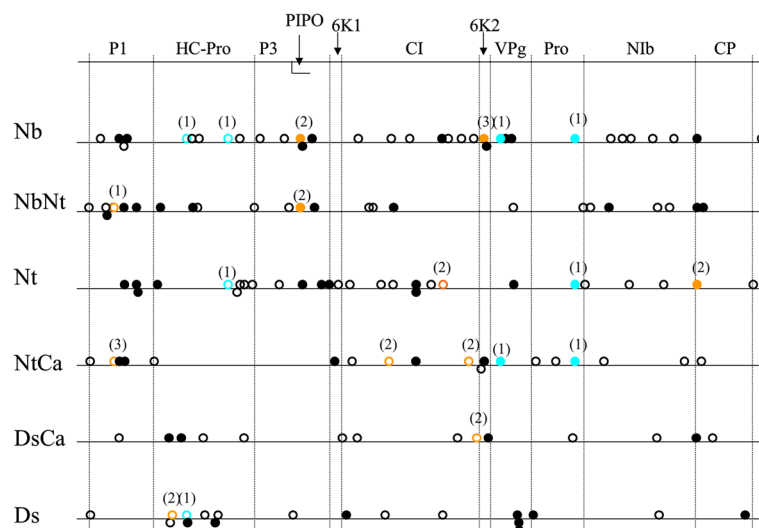 PIPO
6K1
6K2
P1 HC-Pro P3 CI VPg Pro NIb CP
Nb (1) (1) (2) (3) (1) (1)
NbNt (1) (2)
Nt (1) (2) (1) (2)
NtCa (3) (2) (2) (1) (1)
DsCa (2)
Ds (2) (1)